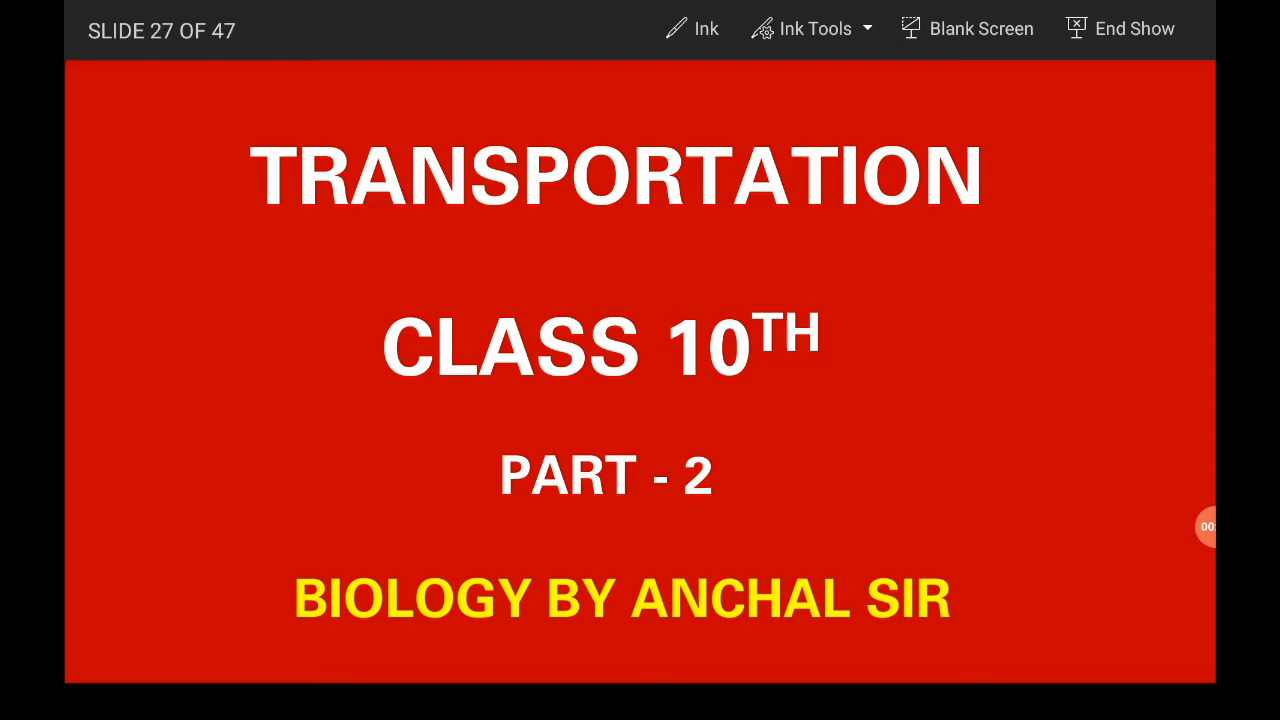 SLIDE 27 OF 47 Ink Ink Tools Blank Screen End Show
TRANSPORTATION
CLASS 10TH
PART - 2
00:
BIOLOGY BY ANCHAL SIR